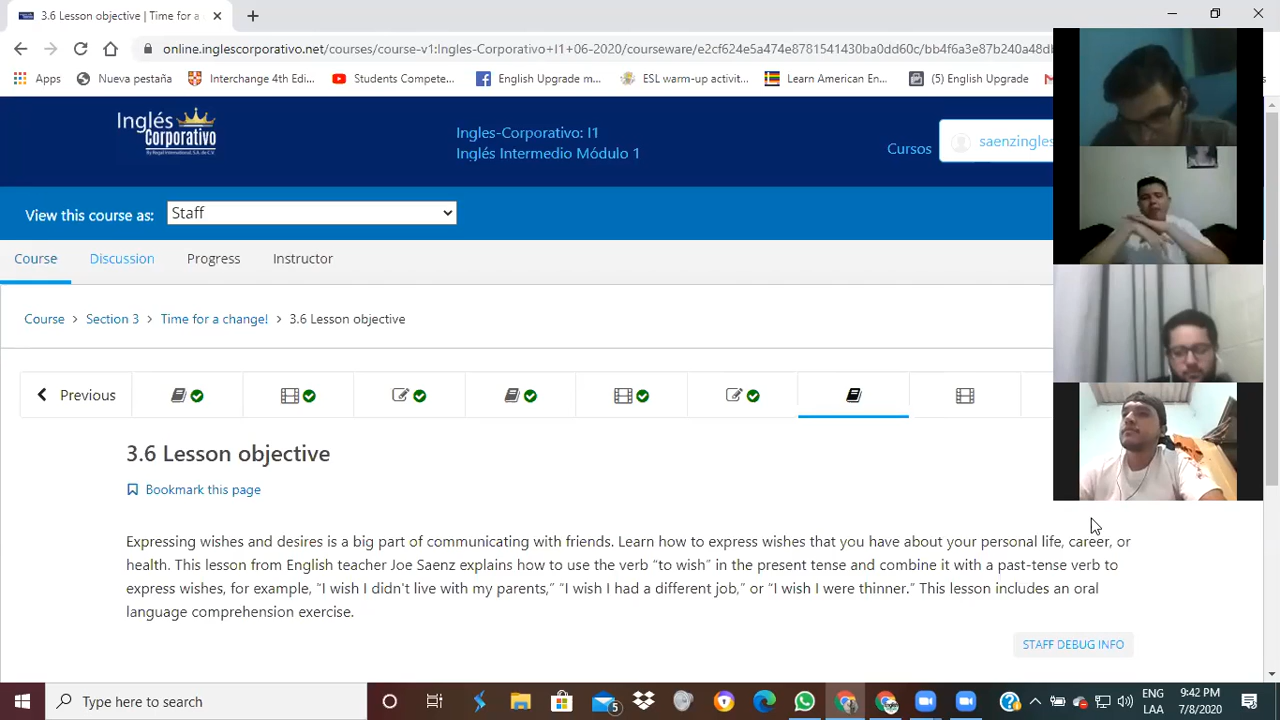 3.6 Lesson objective | Time for a
online.inglescorporativo.net/courses/course-v1:Ingles-Corporativo+I1+06-2020/courseware/e2cf624e5a474e8781541430ba0dd60c/bb4f6a3e87b240a48db
Apps
Nueva pestaña
Interchange 4th Edi...
Students Compete...
English Upgrade m...
ESL warm-up activit...
Learn American En...
(5) English Upgrade
Inglés
Corporativo
By Regal International, S.A. de C.V.
Ingles-Corporativo: I1
Inglés Intermedio Módulo 1
Cursos
saenzingles
View this course as:
Staff
Course
Discussion
Progress
Instructor
Course > Section 3 > Time for a change! > 3.6 Lesson objective
Previous
3.6 Lesson objective
Bookmark this page
Expressing wishes and desires is a big part of communicating with friends. Learn how to express wishes that you have about your personal life, career, or
health. This lesson from English teacher Joe Saenz explains how to use the verb “to wish” in the present tense and combine it with a past-tense verb to
express wishes, for example, “I wish I didn't live with my parents,” “I wish I had a different job,” or “I wish I were thinner.” This lesson includes an oral
language comprehension exercise.
STAFF DEBUG INFO
Type here to search
5
ENG
LAA
9:42 PM
7/8/2020